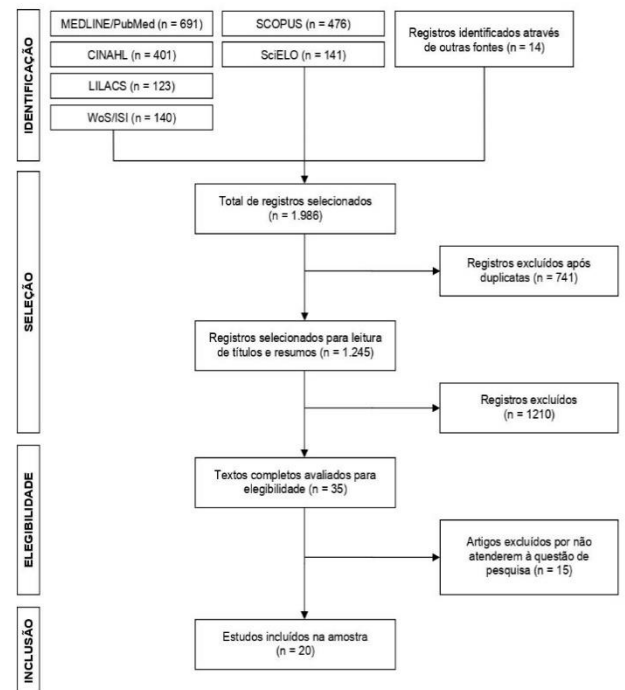 IDENTIFICAÇÃO
MEDLINE/PubMed (n = 691)
SCOPUS (n = 476)
Registros identificados através
de outras fontes (n = 14)
CINAHL (n = 401)
SciELO (n = 141)
LILACS (n = 123)
WoS/ISI (n = 140)
SELEÇÃO
Total de registros selecionados
(n = 1.986)
Registros excluídos após
duplicatas (n = 741)
Registros selecionados para leitura
de títulos e resumos (n = 1.245)
Registros excluídos
(n = 1210)
ELEGIBILIDADE
Textos completos avaliados para
elegibilidade (n = 35)
Artigos excluídos por não
atenderem à questão de
pesquisa (n = 15)
INCLUSÃO
Estudos incluídos na amostra
(n = 20)